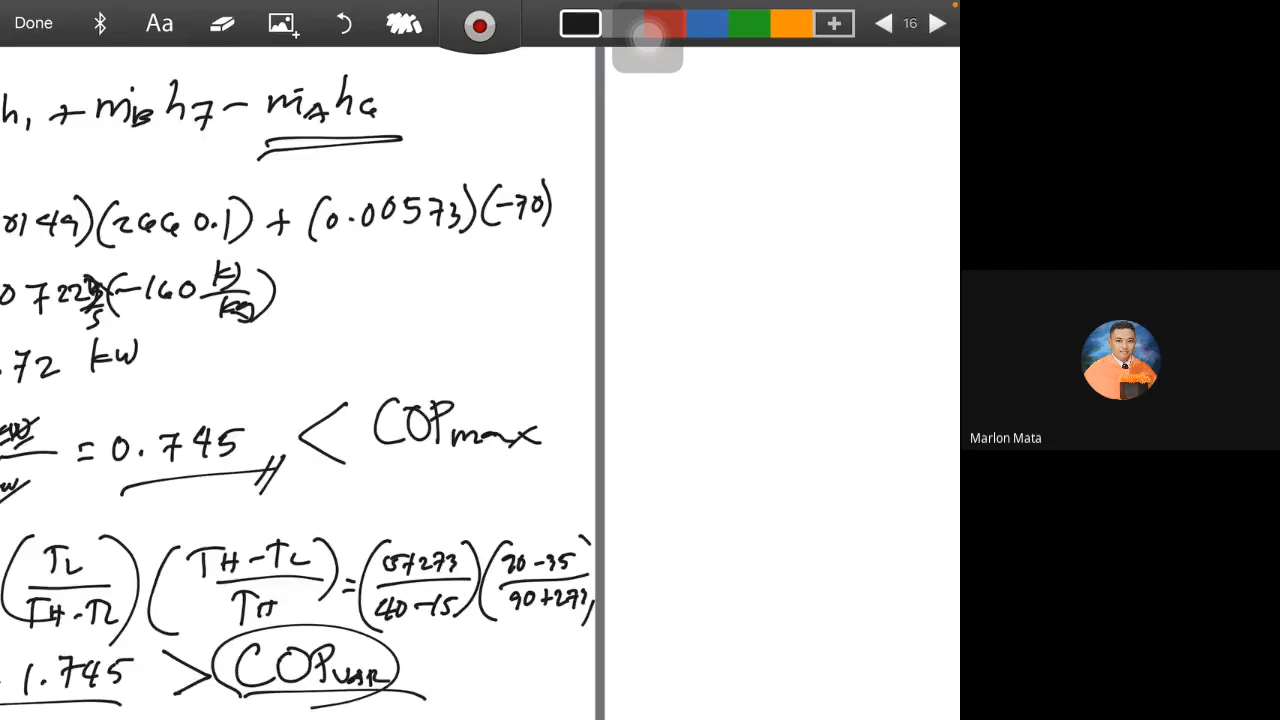 Done Aa 16
h₁ + ṁB h7 - ṁA h6
0149)(2660.1) + (0.00573)(-70)
0722 (-160 kJ/kg)
.72 kW
= 0.745 < COPmax
(TL/TH-TL) (TH-TL/TH) = (15+273/40-15) (90-35/90+273)
1.745 > COPVAR
Marlon Mata